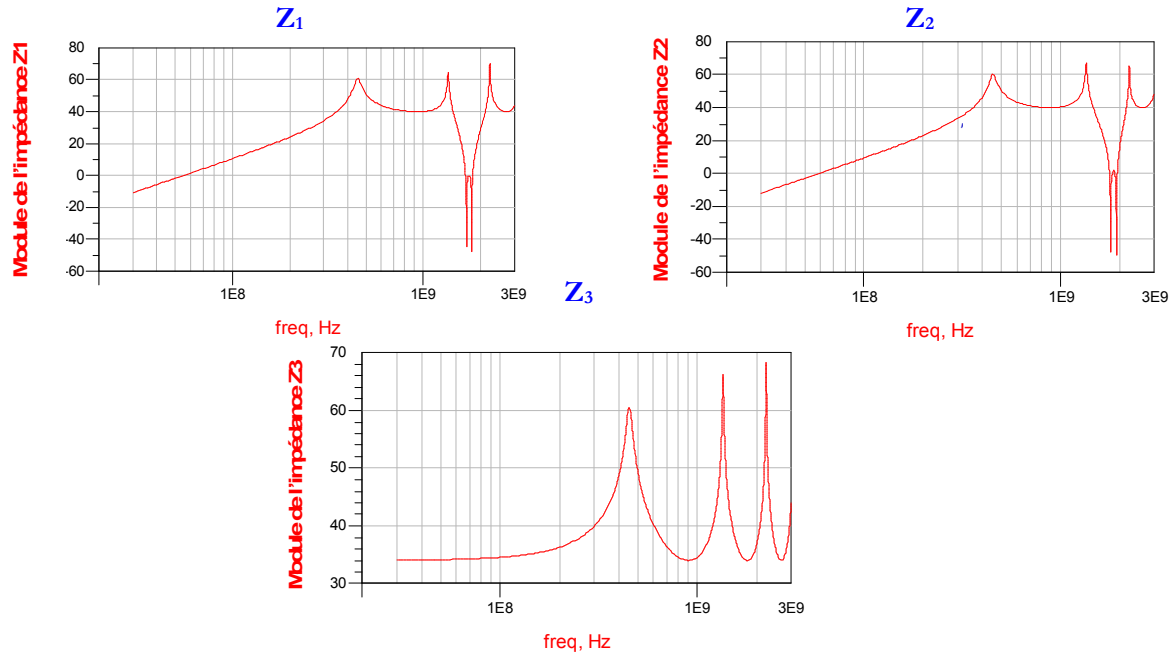 Z1
Module de l'impédance Z1
80
60
40
20
0
-20
-40
-60
1E8
1E9
3E9
freq, Hz
Z2
Module de l'impédance Z2
80
60
40
20
0
-20
-40
-60
1E8
1E9
3E9
freq, Hz
Z3
Module de l'impédance Z3
70
60
50
40
30
1E8
1E9
3E9
freq, Hz